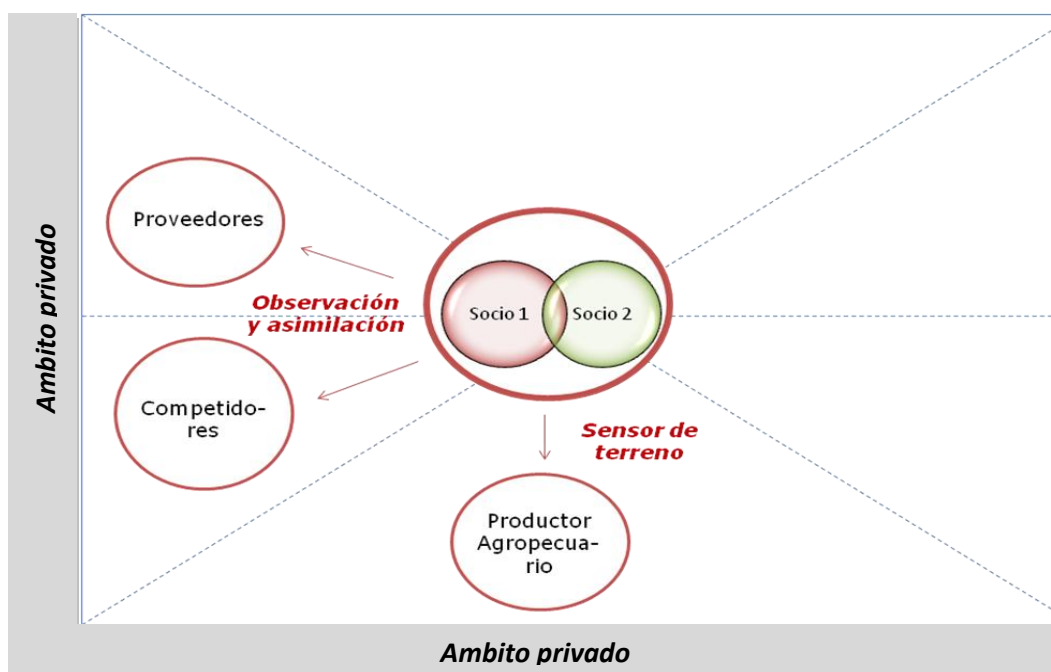 Ambito privado
Proveedores
Observación
y asimilación
Socio 1
Socio 2
Competido-
res
Sensor de
terreno
Productor
Agropecua-
rio
Ambito privado